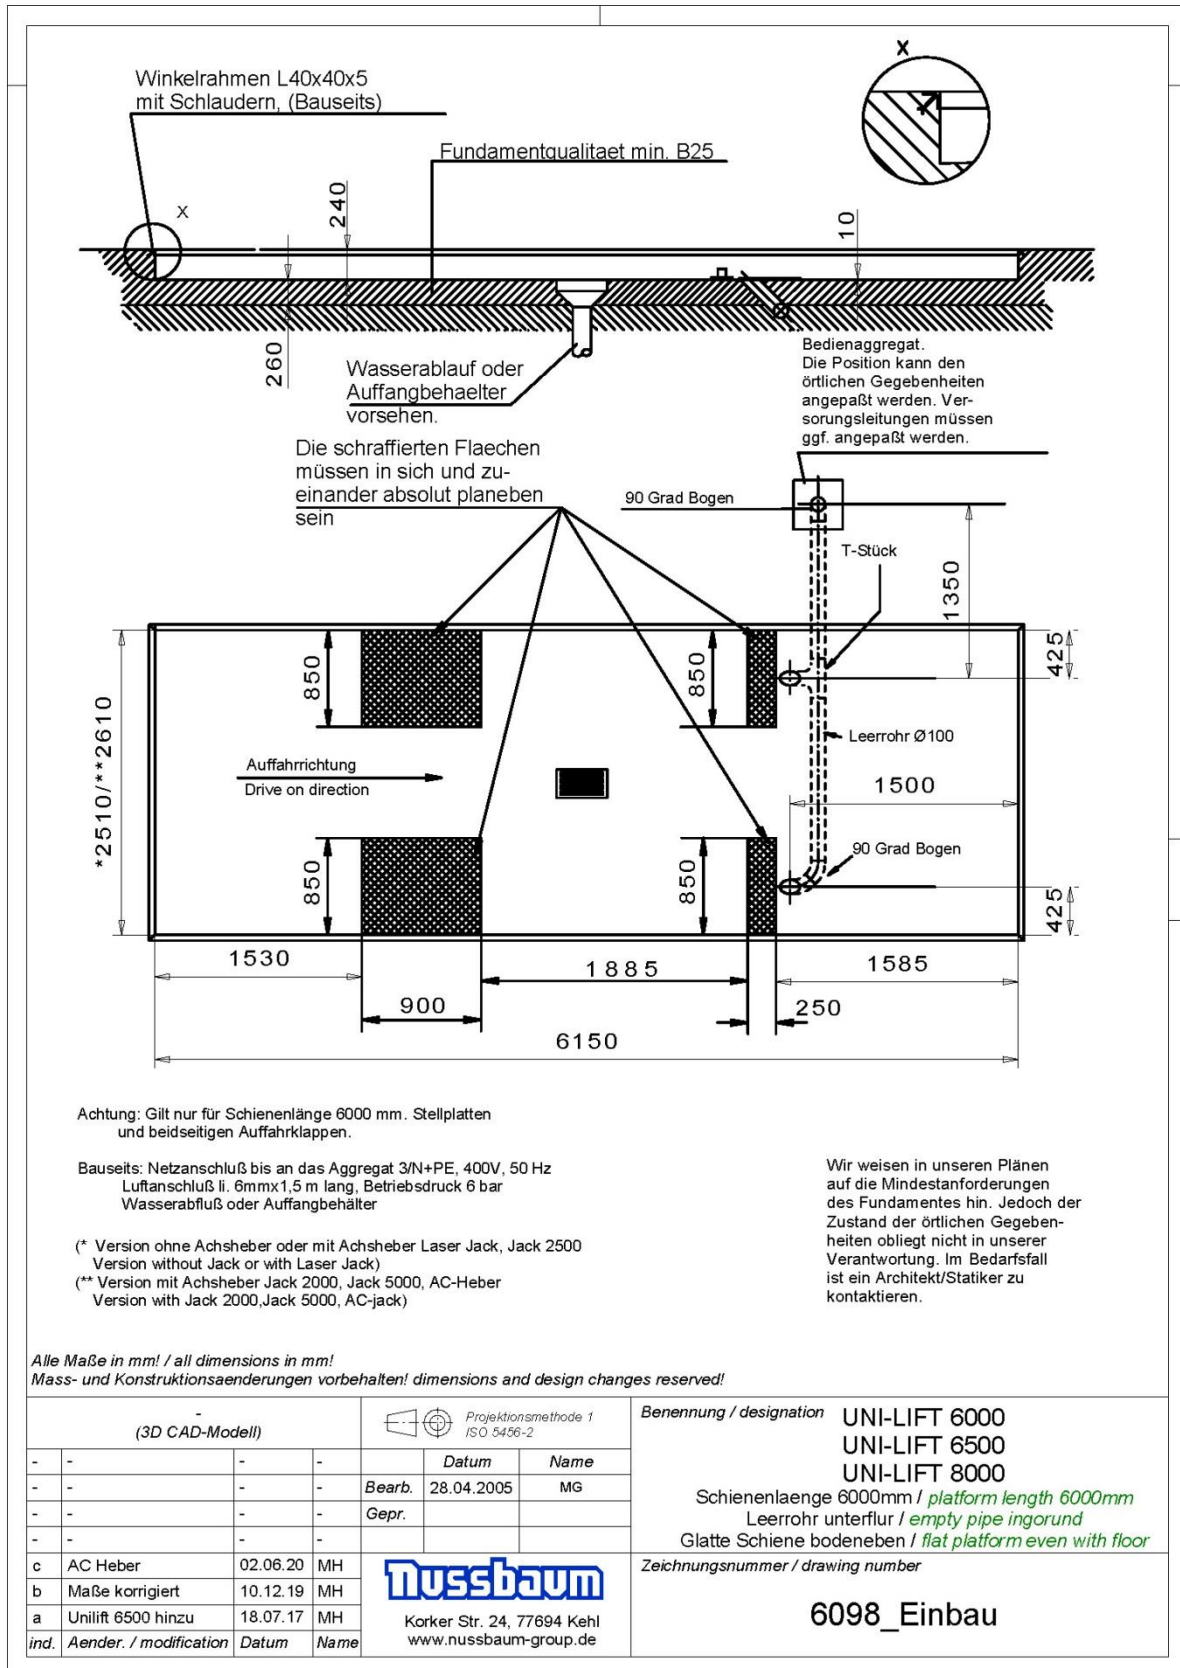 X
Winkelrahmen L40x40x5
mit Schlaudern, (Bauseits)
Fundamentqualitaet min. B25
X
240
10
260
Wasserablauf oder
Auffangbehaelter
vorsehen.
Bedienaggregat.
Die Position kann den
örtlichen Gegebenheiten
angepaßt werden. Ver-
sorungsleitungen müssen
ggf. angepaßt werden.
Die schraffierten Flaechen
müssen in sich und zu-
einander absolut planeben
sein
90 Grad Bogen
T-Stück
1350
425
850
850
*2510/**2610
Leerrohr Ø100
Auffahrrichtung
Drive on direction
1500
90 Grad Bogen
850
850
425
1530
1885
1585
900
250
6150
Achtung: Gilt nur für Schienenlänge 6000 mm. Stellplatten
und beidseitigen Auffahrklappen.
Bauseits: Netzanschluß bis an das Aggregat 3/N+PE, 400V, 50 Hz
Luftanschluß li. 6mmx1,5 m lang, Betriebsdruck 6 bar
Wasserabfluß oder Auffangbehälter
(* Version ohne Achsheber oder mit Achsheber Laser Jack, Jack 2500
Version without Jack or with Laser Jack)
(** Version mit Achsheber Jack 2000, Jack 5000, AC-Heber
Version with Jack 2000,Jack 5000, AC-jack)
Wir weisen in unseren Plänen
auf die Mindestanforderungen
des Fundamentes hin. Jedoch der
Zustand der örtlichen Gegeben-
heiten obliegt nicht in unserer
Verantwortung. Im Bedarfsfall
ist ein Architekt/Statiker zu
kontaktieren.
Alle Maße in mm! / all dimensions in mm!
Mass- und Konstruktionsaenderungen vorbehalten! dimensions and design changes reserved!
-
(3D CAD-Modell)
Projektionsmethode 1
ISO 5456-2
Benennung / designation UNI-LIFT 6000
UNI-LIFT 6500
UNI-LIFT 8000
Schienenlaenge 6000mm / platform length 6000mm
Leerrohr unterflur / empty pipe ingorund
Glatte Schiene bodeneben / flat platform even with floor
- - - - Datum Name
- - - - Bearb. 28.04.2005 MG
- - - - Gepr.
- - - -
c AC Heber 02.06.20 MH
b Maße korrigiert 10.12.19 MH
a Unilift 6500 hinzu 18.07.17 MH
ind. Aender. / modification Datum Name
Nussbaum
Korker Str. 24, 77694 Kehl
www.nussbaum-group.de
Zeichnungsnummer / drawing number
6098_Einbau